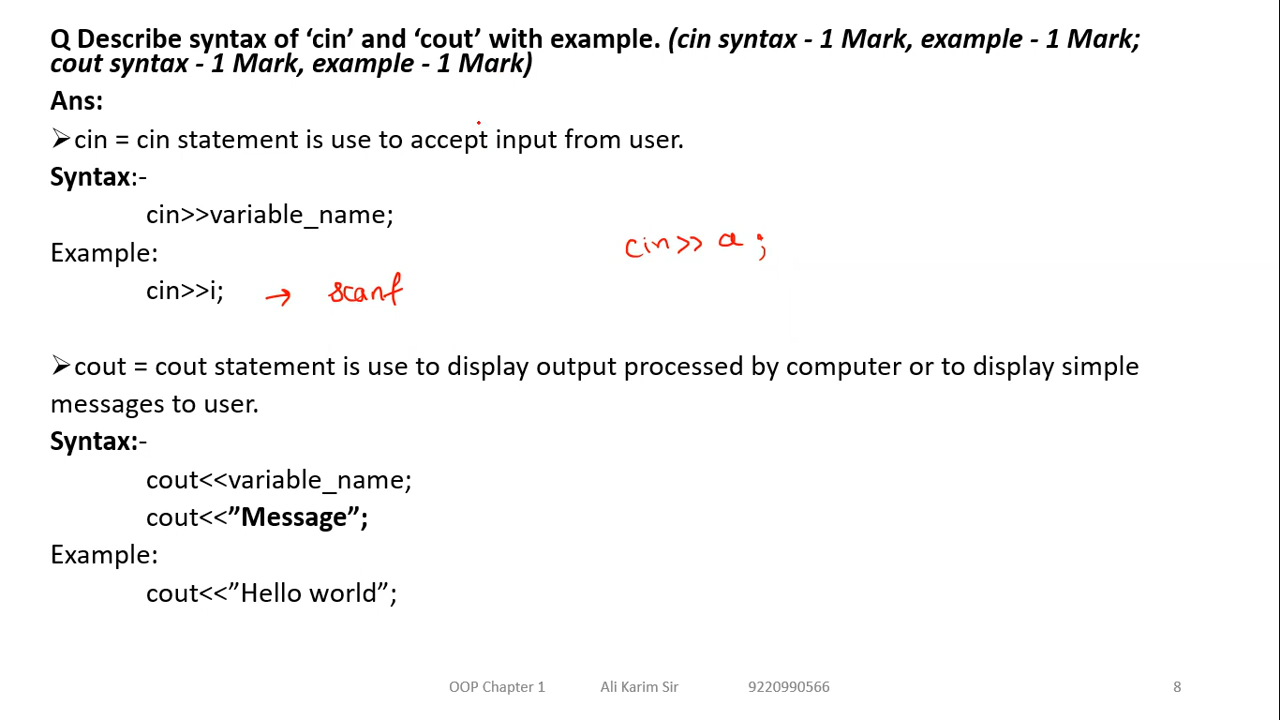 Q Describe syntax of ‘cin’ and ‘cout’ with example. (cin syntax - 1 Mark, example - 1 Mark;
cout syntax - 1 Mark, example - 1 Mark)
Ans:
➢cin = cin statement is use to accept input from user.
Syntax:-
cin>>variable_name;
cin>> a ;
Example:
cin>>i; → scanf
➢cout = cout statement is use to display output processed by computer or to display simple
messages to user.
Syntax:-
cout<<variable_name;
cout<<”Message”;
Example:
cout<<”Hello world”;
OOP Chapter 1 Ali Karim Sir 9220990566 8